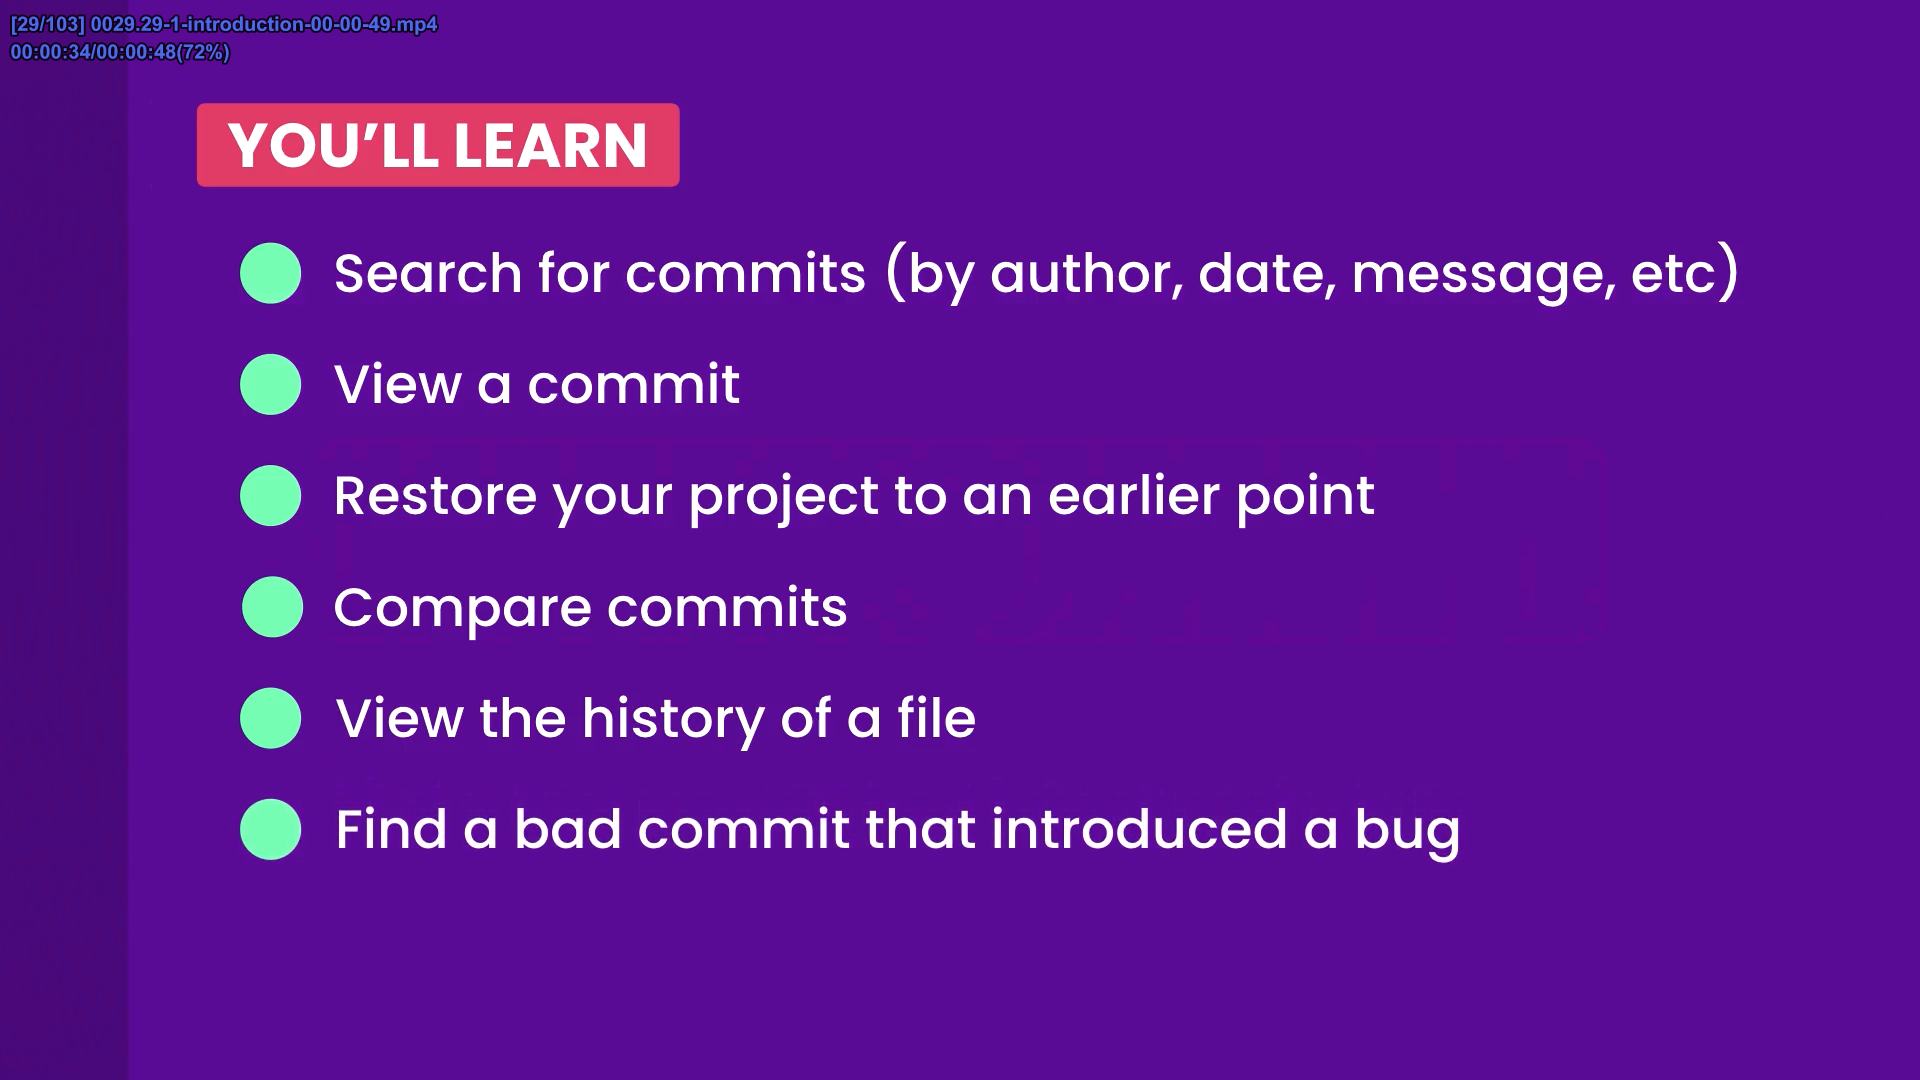 [29/103] 0029.29-1-introduction-00-00-49.mp4
00:00:34/00:00:48(72%)
YOU’LL LEARN
Search for commits (by author, date, message, etc)
View a commit
Restore your project to an earlier point
Compare commits
View the history of a file
Find a bad commit that introduced a bug